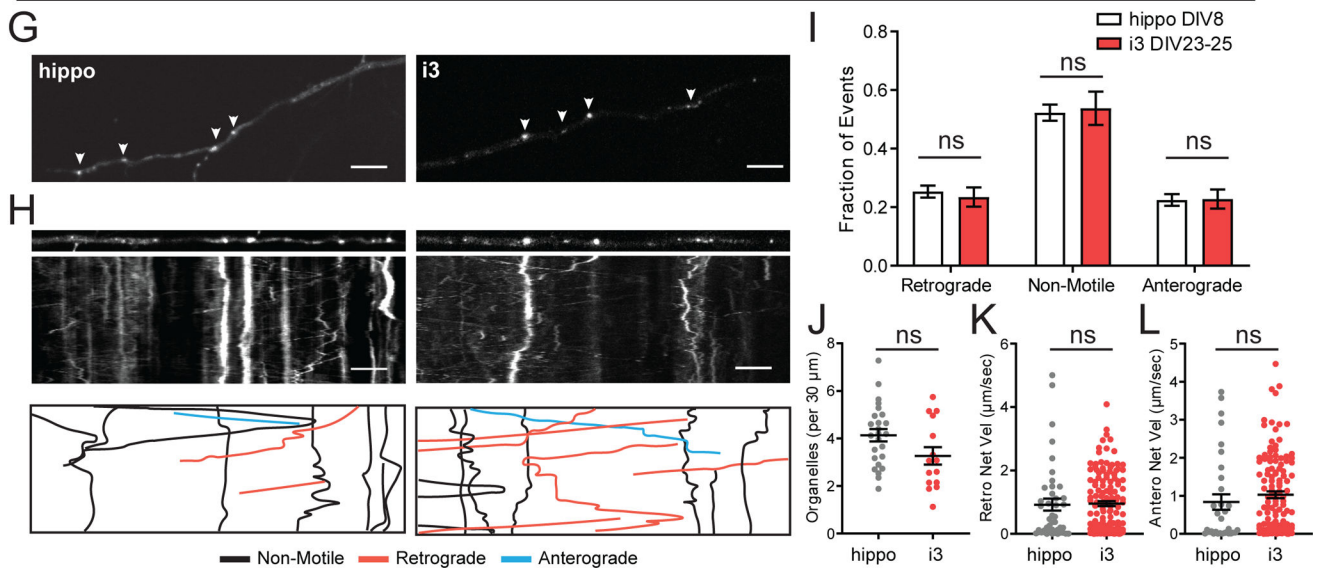 G
hippo
i3
H
Non-Motile
Retrograde
Anterograde
I
hippo DIV8
i3 DIV23-25
Fraction of Events
0.8
0.6
0.4
0.2
0.0
ns
ns
ns
Retrograde
Non-Motile
Anterograde
J
ns
Organelles (per 30 μm)
8
6
4
2
0
hippo
i3
K
ns
Retro Net Vel (μm/sec)
6
4
2
0
hippo
i3
L
ns
Antero Net Vel (μm/sec)
5
4
3
2
1
0
hippo
i3